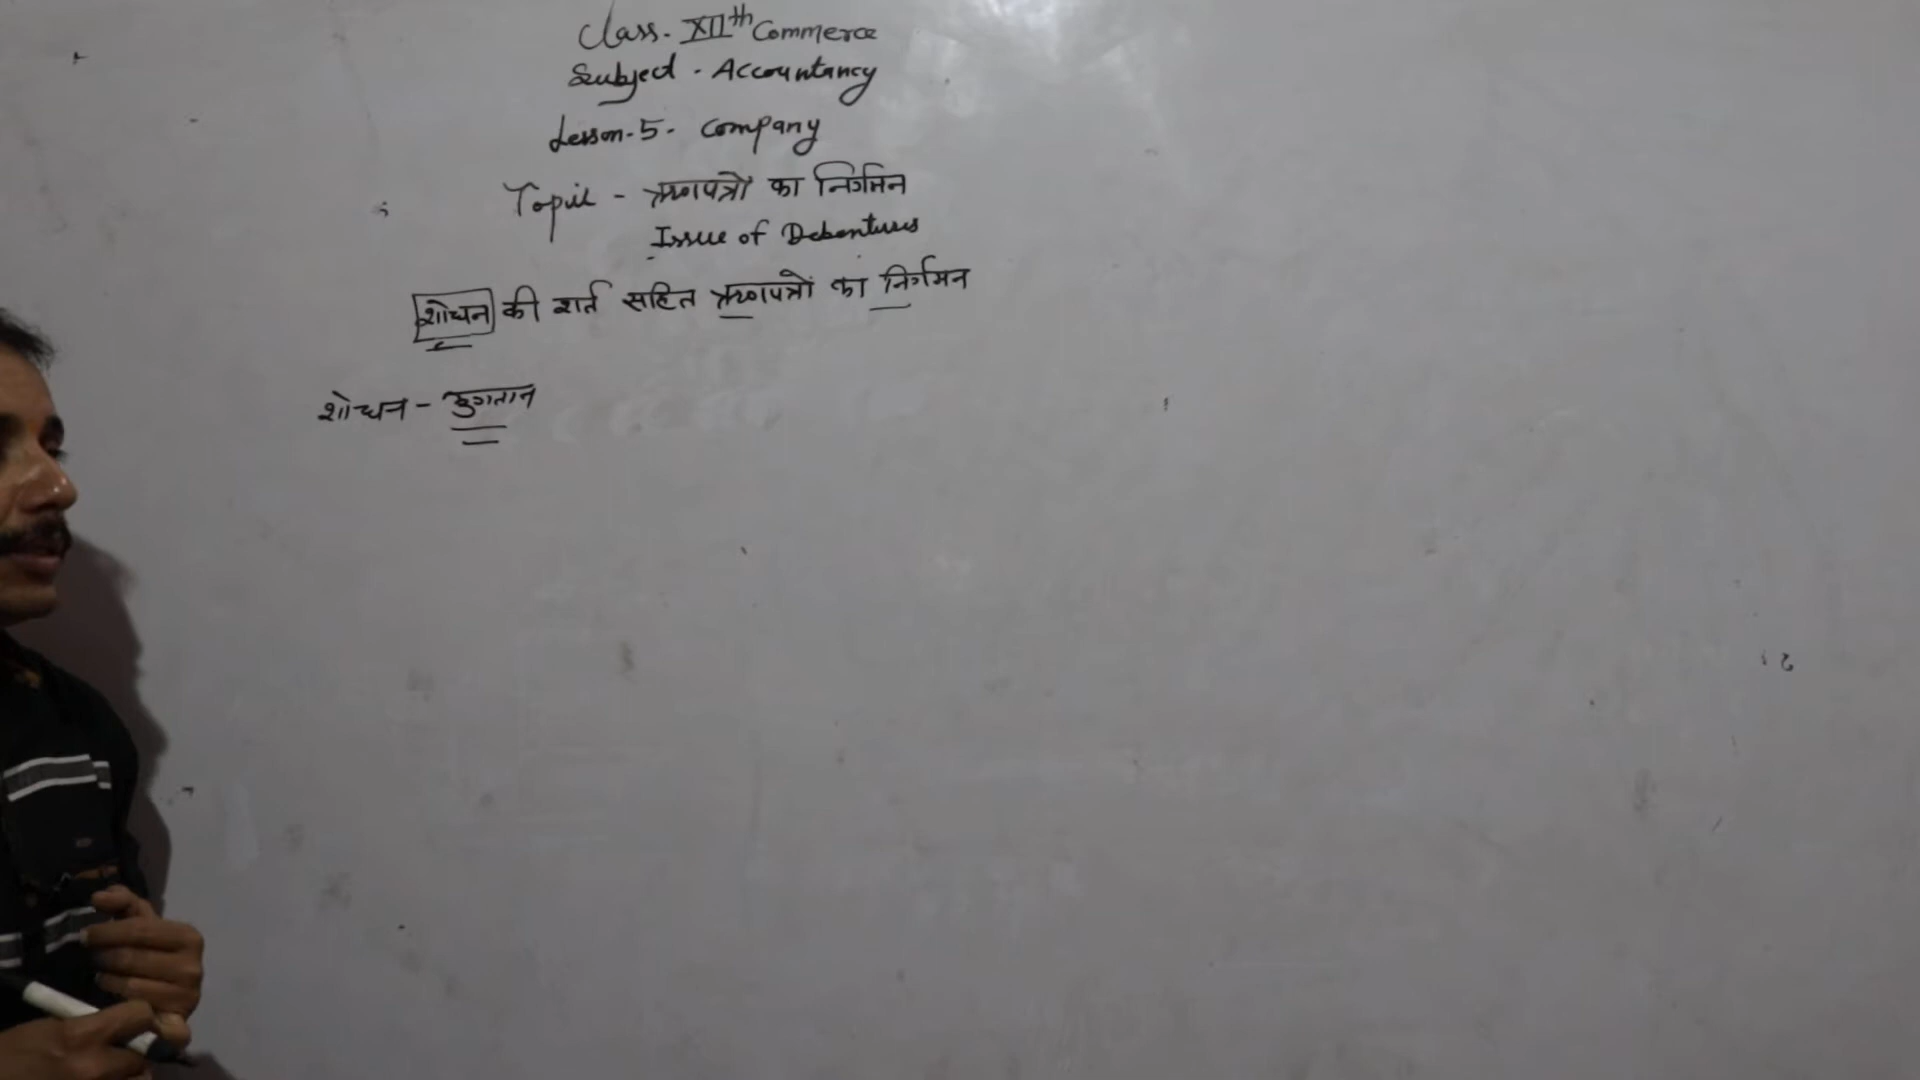 Class. XIIth Commerce
Subject - Accountancy
Lesson-5- Company
Topic - ऋणपत्रों का निर्गमन
Issue of Debentures
शोधन की शर्त सहित ऋणपत्रों का निर्गमन
शोधन - भुगतान